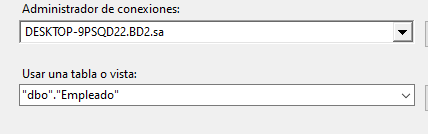 Administrador de conexiones:
DESKTOP-9PSQD22.BD2.sa
Usar una tabla o vista:
"dbo"."Empleado"